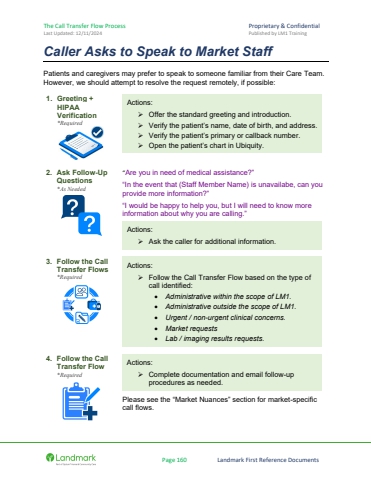 The Call Transfer Flow Process
Proprietary & Confidential
Last Updated: 12/11/2024
Published by LM1 Training
Caller Asks to Speak to Market Staff
Patients and caregivers may prefer to speak to someone familiar from their Care Team.
However, we should attempt to resolve the request remotely, if possible:
1. Greeting +
HIPAA
Verification
*Required
Actions:
➢ Offer the standard greeting and introduction.
➢ Verify the patient's name, date of birth, and address.
➢ Verify the patient's primary or callback number.
➢ Open the patient's chart in Ubiquity.
2. Ask Follow-Up
Questions
*As Needed
"Are you in need of medical assistance?"
"In the event that (Staff Member Name) is unavailabe, can you
provide more information?"
"I would be happy to help you, but I will need to know more
information about why you are calling."
Actions:
➢ Ask the caller for additional information.
3. Follow the Call
Transfer Flows
*Required
Actions:
➢ Follow the Call Transfer Flow based on the type of
call identified:
• Administrative within the scope of LM1.
• Administrative outside the scope of LM1.
• Urgent / non-urgent clinical concerns.
• Market requests
• Lab / imaging results requests.
4. Follow the Call
Transfer Flow
*Required
Actions:
➢ Complete documentation and email follow-up
procedures as needed.
Please see the "Market Nuances" section for market-specific
call flows.
Landmark
Page 160
Landmark First Reference Documents